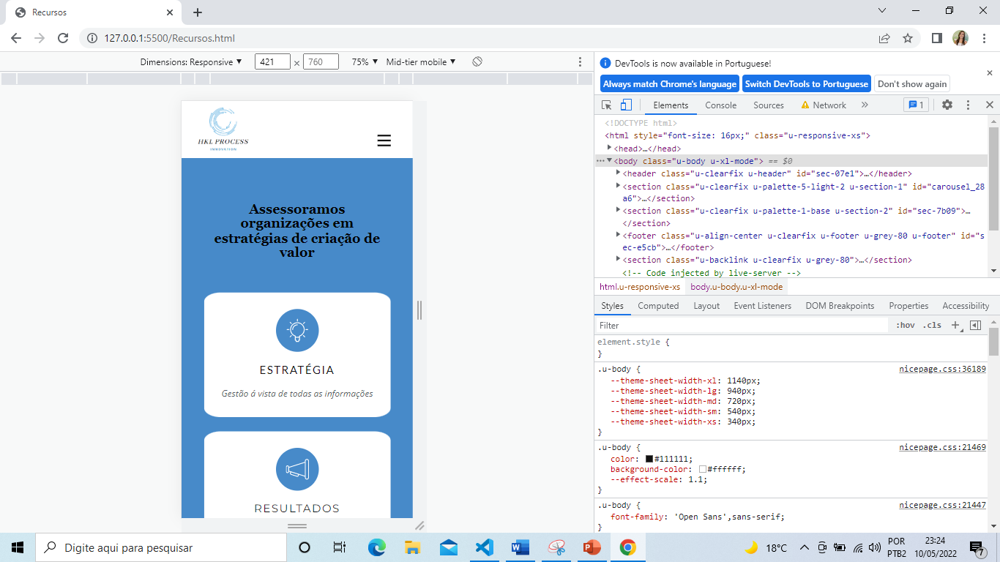 Recursos
127.0.0.1:5500/Recursos.html
Dimensions: Responsive ▼ 421 × 760 75% ▼ Mid-tier mobile ▼
HKL PROCESS
INNOVATION
Assessoramos
organizações em
estratégias de criação de
valor
ESTRATÉGIA
Gestão á vista de todas as informações
RESULTADOS
DevTools is now available in Portuguese!
Always match Chrome's language Switch DevTools to Portuguese Don't show again
Elements Console Sources Network » 1
<!DOCTYPE html>
<html style="font-size: 16px;" class="u-responsive-xs">
<head>…</head>
<body class="u-body u-xl-mode"> == $0
<header class="u-clearfix u-header" id="sec-07e1">…</header>
<section class="u-clearfix u-palette-5-light-2 u-section-1" id="carousel_28
a6">…</section>
<section class="u-clearfix u-palette-1-base u-section-2" id="sec-7b09">…
</section>
<footer class="u-align-center u-clearfix u-footer u-grey-80 u-footer" id="s
ec-e5cb">…</footer>
<section class="u-backlink u-clearfix u-grey-80">…</section>
<!-- Code injected by live-server -->
html.u-responsive-xs body.u-body.u-xl-mode
Styles Computed Layout Event Listeners DOM Breakpoints Properties Accessibility
Filter :hov .cls
element.style {
}
.u-body { nicepage.css:36189
--theme-sheet-width-xl: 1140px;
--theme-sheet-width-lg: 940px;
--theme-sheet-width-md: 720px;
--theme-sheet-width-sm: 540px;
--theme-sheet-width-xs: 340px;
}
.u-body { nicepage.css:21469
color: #111111;
background-color: #ffffff;
--effect-scale: 1.1;
}
.u-body { nicepage.css:21447
font-family: 'Open Sans',sans-serif;
}
Digite aqui para pesquisar
18°C
POR
PTB2
23:24
10/05/2022
7